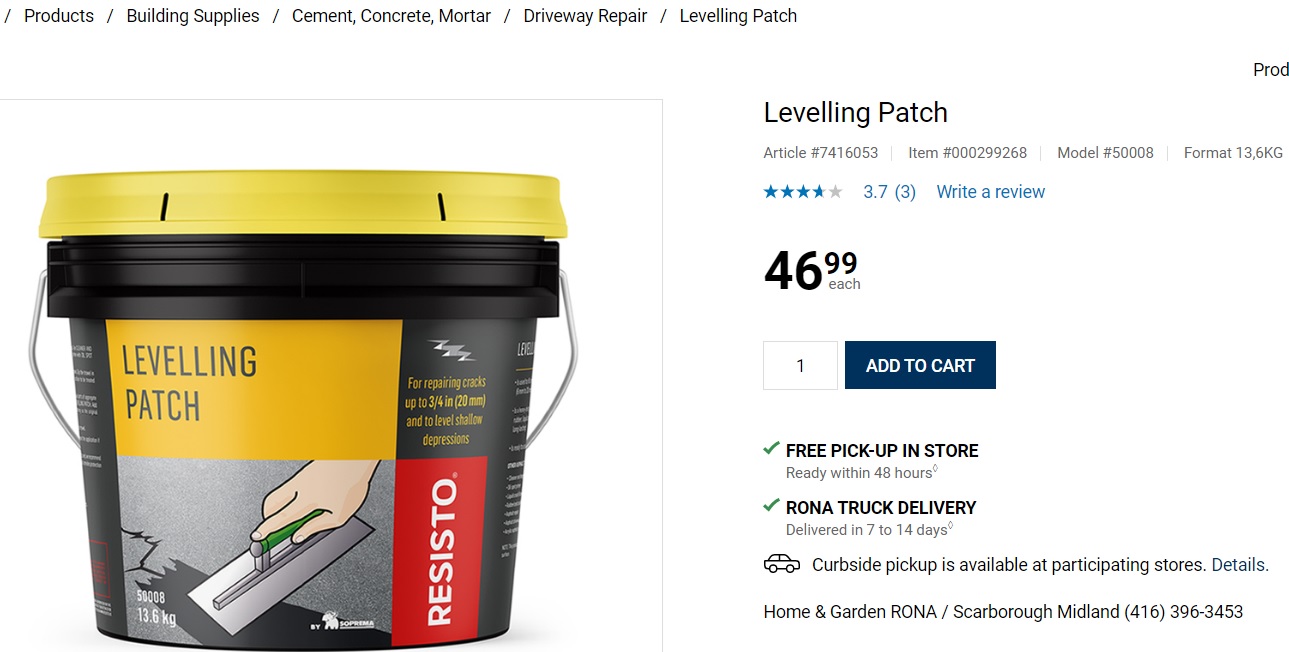 / Products / Building Supplies / Cement, Concrete, Mortar / Driveway Repair / Levelling Patch
Prod
Levelling Patch
Article #7416053 | Item #000299268 | Model #50008 | Format 13,6KG
3.7 (3) Write a review
46 99
each
1
ADD TO CART
FREE PICK-UP IN STORE
Ready within 48 hours◊
RONA TRUCK DELIVERY
Delivered in 7 to 14 days◊
Curbside pickup is available at participating stores. Details.
Home & Garden RONA / Scarborough Midland (416) 396-3453
LEVELLING
PATCH
For repairing cracks
up to 3/4 in (20 mm)
and to level shallow
depressions
RESISTO®
50008
13.6 kg
BY SOPREMA